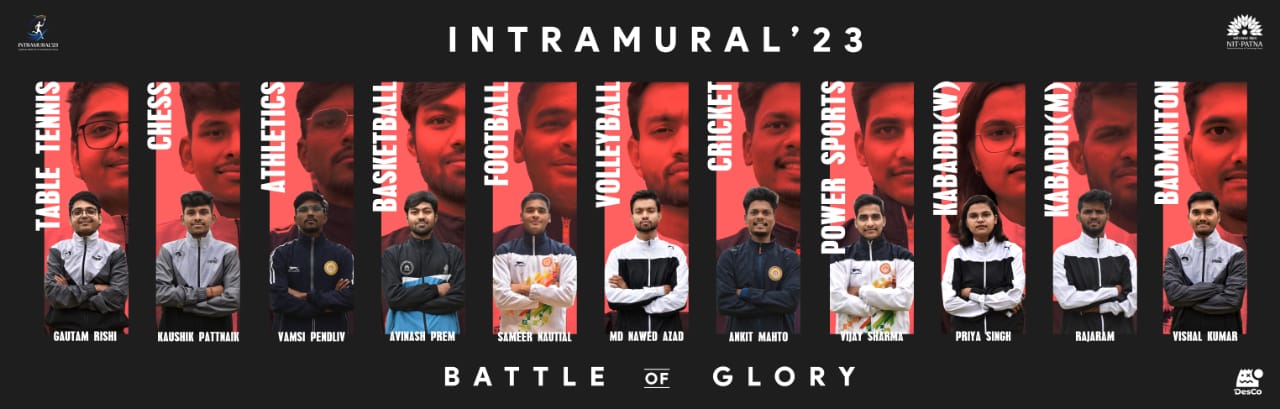 INTRAMURAL'23
INTRAMURAL'23
NIT-PATNA
TABLE TENNIS
CHESS
ATHLETICS
BASKETBALL
FOOTBALL
VOLLEYBALL
CRICKET
POWER SPORTS
KABADDI(W)
KABADDI(M)
BADMINTON
GAUTAM RISHI
KAUSHIK PATTNAIK
VAMSI PENDLIV
AVINASH PREM
SAMEER NAUTIAL
MD NAWED AZAD
ANKIT MAHTO
VIJAY SHARMA
PRIYA SINGH
RAJARAM
VISHAL KUMAR
BATTLE OF GLORY
DesCo